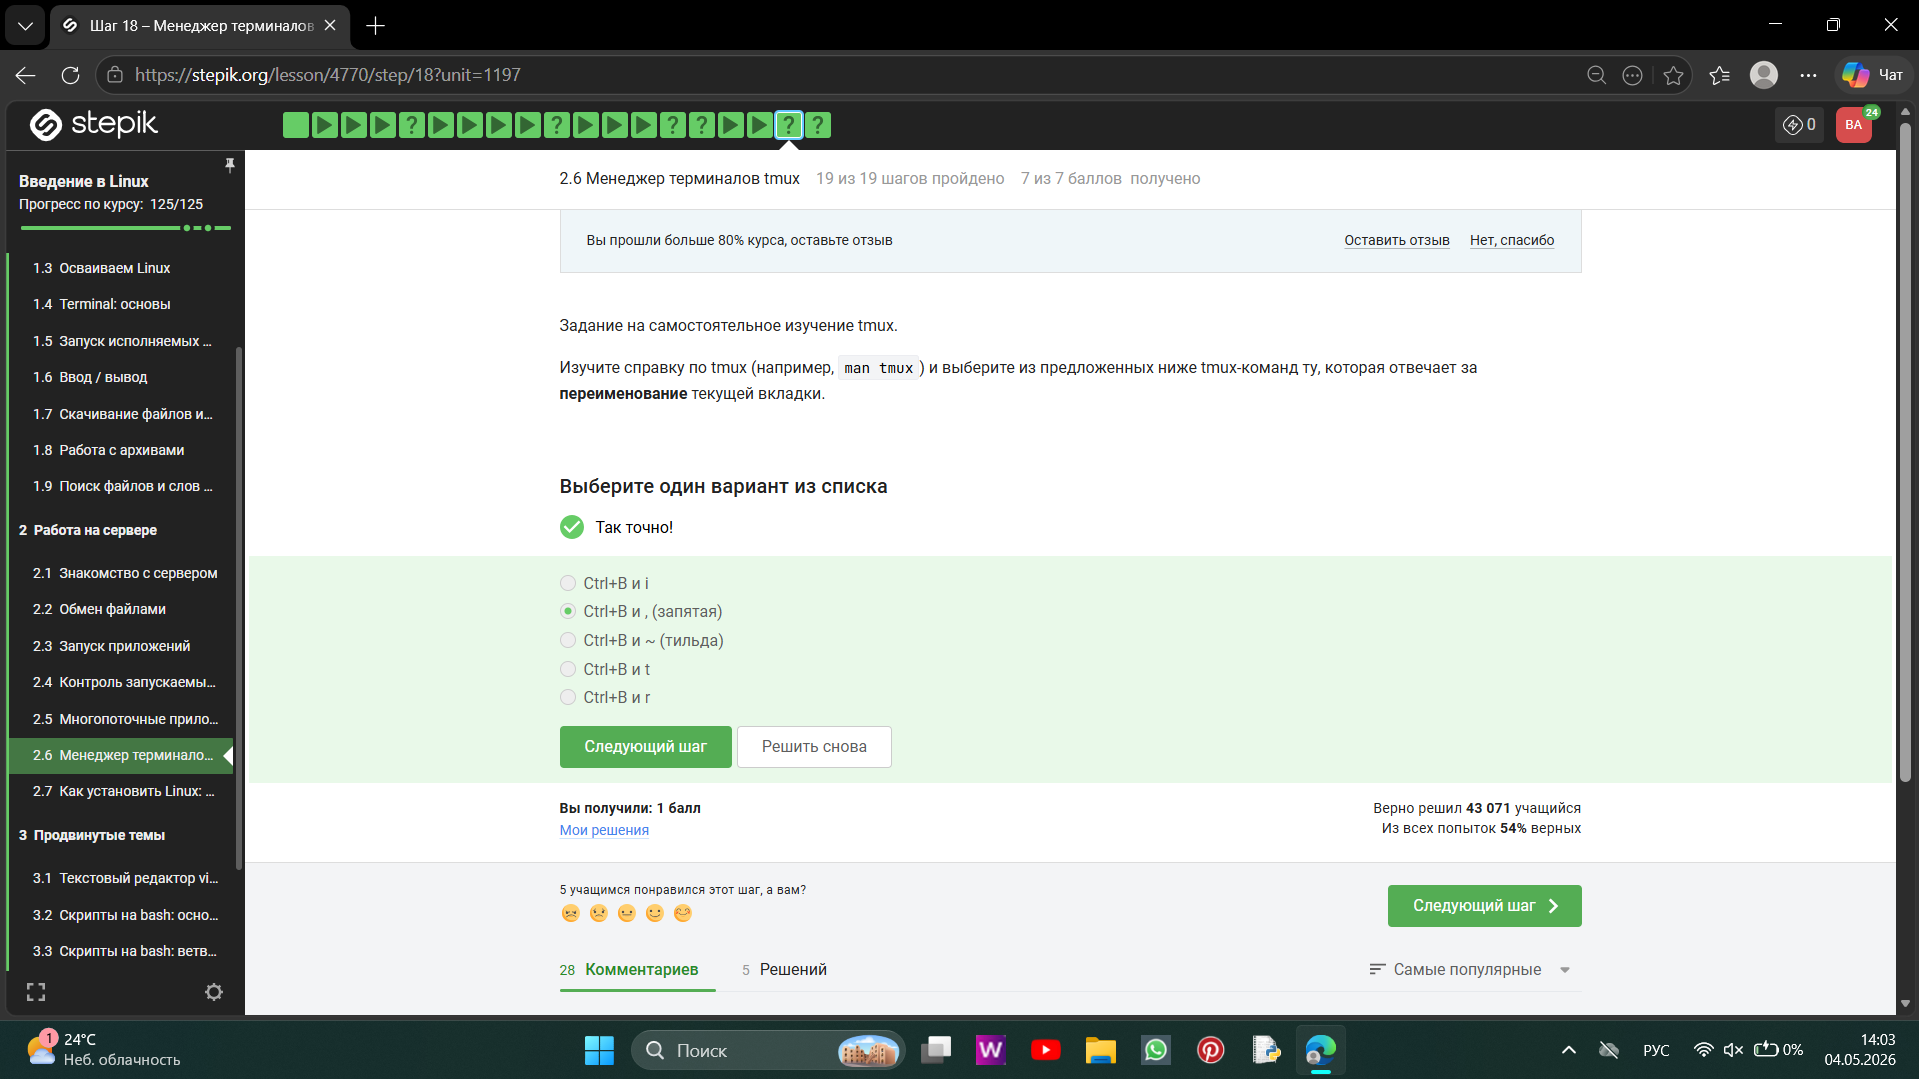 Шаг 18 – Менеджер терминалов
https://stepik.org/lesson/4770/step/18?unit=1197
Чат
stepik
0
ВА
24
Введение в Linux
Прогресс по курсу: 125/125
1.3 Осваиваем Linux
1.4 Terminal: основы
1.5 Запуск исполняемых ...
1.6 Ввод / вывод
1.7 Скачивание файлов и...
1.8 Работа с архивами
1.9 Поиск файлов и слов ...
2 Работа на сервере
2.1 Знакомство с сервером
2.2 Обмен файлами
2.3 Запуск приложений
2.4 Контроль запускаемы...
2.5 Многопоточные прило...
2.6 Менеджер терминало...
2.7 Как установить Linux: ...
3 Продвинутые темы
3.1 Текстовый редактор vi...
3.2 Скрипты на bash: осно...
3.3 Скрипты на bash: ветв...
2.6 Менеджер терминалов tmux 19 из 19 шагов пройдено 7 из 7 баллов получено
Вы прошли больше 80% курса, оставьте отзыв
Оставить отзыв Нет, спасибо
Задание на самостоятельное изучение tmux.
Изучите справку по tmux (например, man tmux ) и выберите из предложенных ниже tmux-команд ту, которая отвечает за
переименование текущей вкладки.
Выберите один вариант из списка
Так точно!
Ctrl+B и i
Ctrl+B и , (запятая)
Ctrl+B и ~ (тильда)
Ctrl+B и t
Ctrl+B и r
Следующий шаг
Решить снова
Вы получили: 1 балл
Мои решения
Верно решил 43 071 учащийся
Из всех попыток 54% верных
5 учащимся понравился этот шаг, а вам?
Следующий шаг
28 Комментариев
5 Решений
Самые популярные
1
24°C
Неб. облачность
Поиск
W
РУС
0%
14:03
04.05.2026